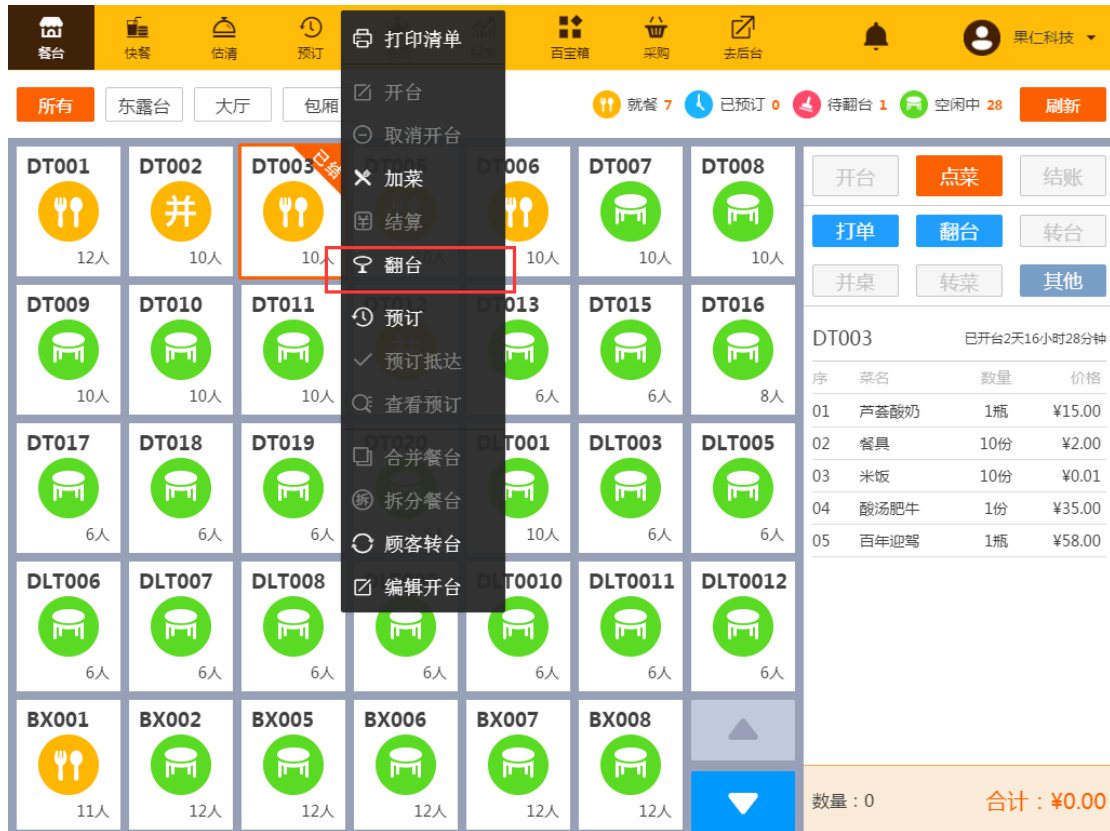 餐台 快餐 估清 预订 百宝箱 采购 去后台 果仁科技
所有 东露台 大厅 包厢 就餐 7 已预订 0 待翻台 1 空闲中 28 刷新
打印清单
开台
取消开台
加菜
结算
翻台
预订
预订抵达
查看预订
合并餐台
拆 拆分餐台
顾客转台
编辑开台
DT001 DT002 DT003 已结 DT005 DT006 DT007 DT008
并
12人 10人 10人 10人 10人 10人
DT009 DT010 DT011 DT012 DT013 DT015 DT016
10人 10人 10人 6人 6人 8人
DT017 DT018 DT019 DT020 DLT001 DLT003 DLT005
6人 6人 6人 10人 6人 6人
DLT006 DLT007 DLT008 DLT0010 DLT0011 DLT0012
6人 6人 6人 6人 6人 6人 6人
BX001 BX002 BX005 BX006 BX007 BX008
11人 12人 12人 12人 12人 12人
开台 点菜 结账
打单 翻台 转台
并桌 转菜 其他
DT003 已开台2天16小时28分钟
序 菜名 数量 价格
01 芦荟酸奶 1瓶 ¥15.00
02 餐具 10份 ¥2.00
03 米饭 10份 ¥0.01
04 酸汤肥牛 1份 ¥35.00
05 百年迎驾 1瓶 ¥58.00
数量：0 合计：¥0.00